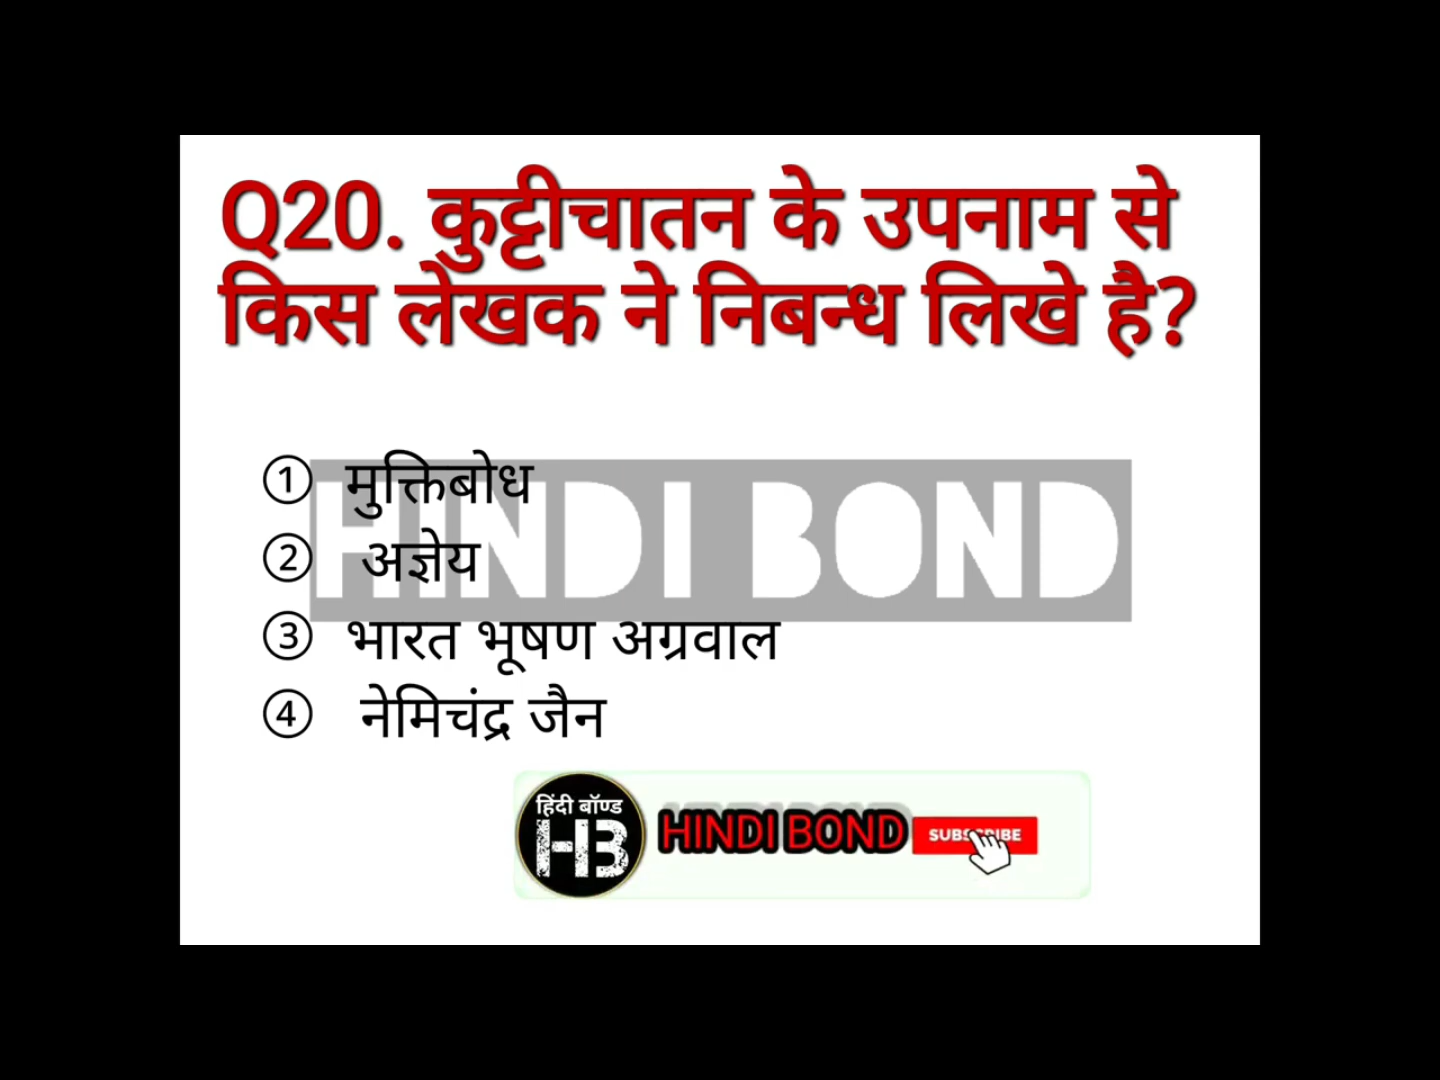 Q20. कुट्टीचातन के उपनाम से
किस लेखक ने निबन्ध लिखे है?
① मुक्तिबोध
② अज्ञेय
HINDI BOND
③ भारत भूषण अग्रवाल
④ नेमिचंद्र जैन
हिंदी बॉण्ड
HB
HINDI BOND
SUBSCRIBE